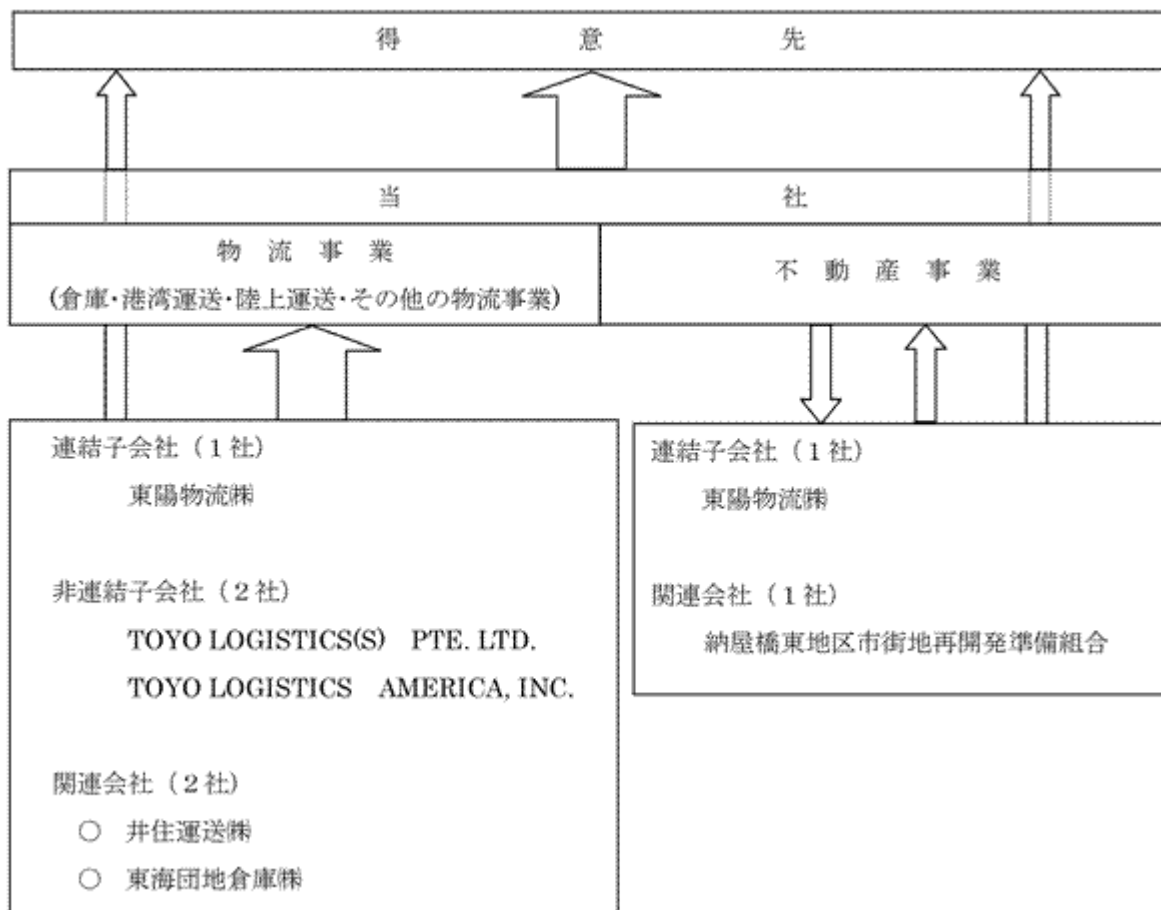 得意先
当社
物流事業
(倉庫・港湾運送・陸上運送・その他の物流事業)
不動産事業
連結子会社（１社）
東陽物流㈱
非連結子会社（２社）
TOYO LOGISTICS(S) PTE. LTD.
TOYO LOGISTICS AMERICA, INC.
関連会社（２社）
○ 井住運送㈱
○ 東海団地倉庫㈱
連結子会社（１社）
東陽物流㈱
関連会社（１社）
納屋橋東地区市街地再開発準備組合